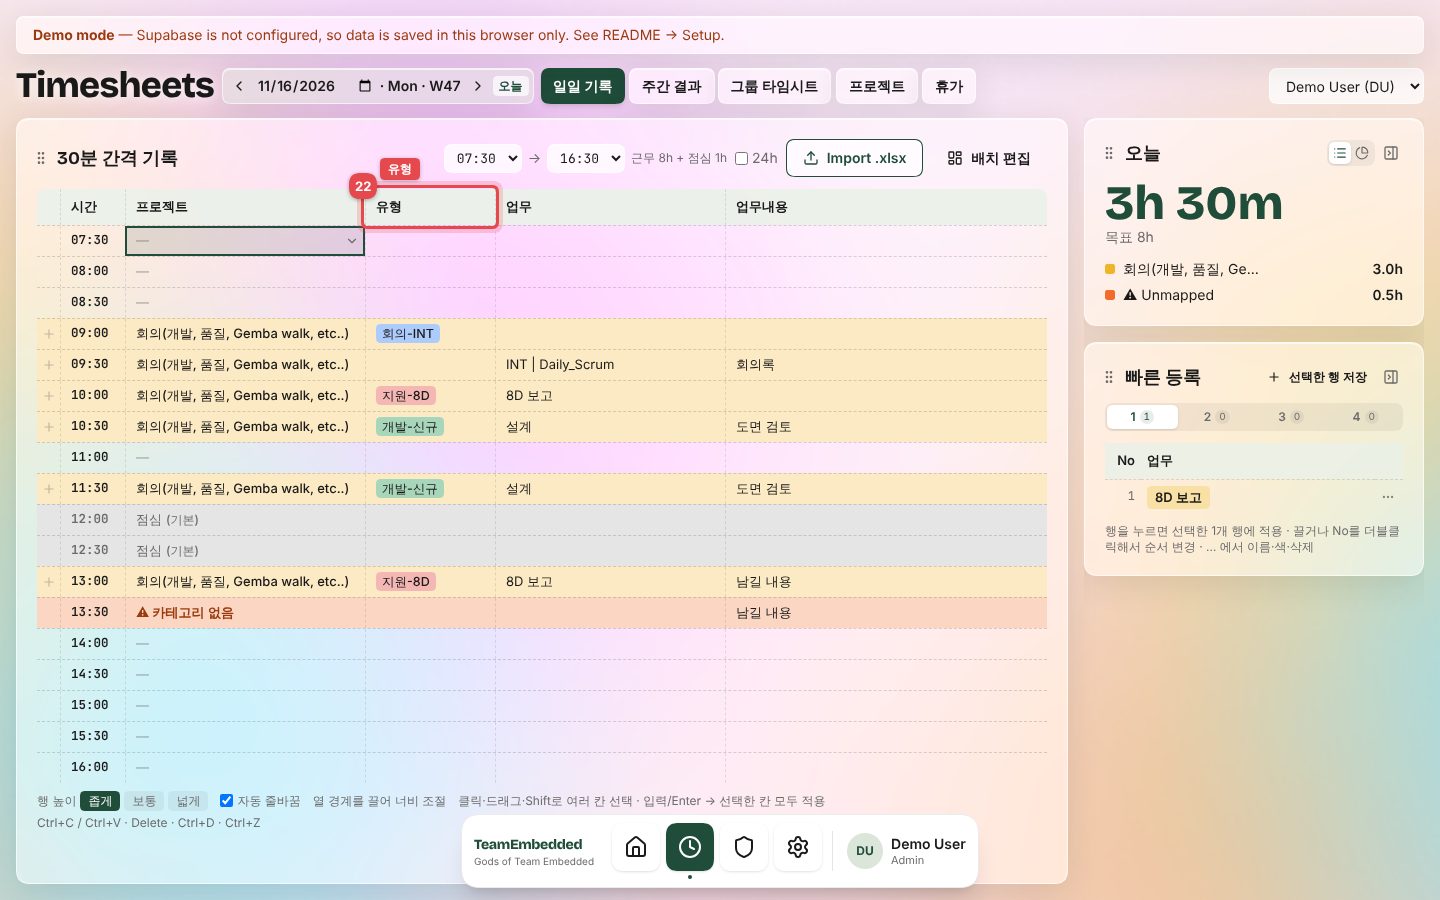 Demo mode — Supabase is not configured, so data is saved in this browser only. See README → Setup.
Timesheets
11/16/2026 · Mon · W47 오늘
일일 기록
주간 결과
그룹 타임시트
프로젝트
휴가
Demo User (DU)
30분 간격 기록
07:30 → 16:30 근무 8h + 점심 1h 24h
Import .xlsx
배치 편집
유형
22
시간 프로젝트 유형 업무 업무내용
07:30 —
08:00 —
08:30 —
+ 09:00 회의(개발, 품질, Gemba walk, etc..) 회의-INT
+ 09:30 회의(개발, 품질, Gemba walk, etc..) INT | Daily_Scrum 회의록
+ 10:00 회의(개발, 품질, Gemba walk, etc..) 지원-8D 8D 보고
+ 10:30 회의(개발, 품질, Gemba walk, etc..) 개발-신규 설계 도면 검토
11:00 —
+ 11:30 회의(개발, 품질, Gemba walk, etc..) 개발-신규 설계 도면 검토
12:00 점심 (기본)
12:30 점심 (기본)
+ 13:00 회의(개발, 품질, Gemba walk, etc..) 지원-8D 8D 보고 남길 내용
13:30 ⚠ 카테고리 없음 남길 내용
14:00 —
14:30 —
15:00 —
15:30 —
16:00 —
행 높이 좁게 보통 넓게 자동 줄바꿈 열 경계를 끌어 너비 조절 클릭·드래그·Shift로 여러 칸 선택 · 입력/Enter → 선택한 칸 모두 적용
Ctrl+C / Ctrl+V · Delete · Ctrl+D · Ctrl+Z
오늘
3h 30m
목표 8h
회의(개발, 품질, Ge... 3.0h
⚠ Unmapped 0.5h
빠른 등록
+ 선택한 행 저장
1 1 2 0 3 0 4 0
No 업무
1 8D 보고 ···
행을 누르면 선택한 1개 행에 적용 · 끌거나 No를 더블클
릭해서 순서 변경 · … 에서 이름·색·삭제
TeamEmbedded
Gods of Team Embedded
DU
Demo User
Admin